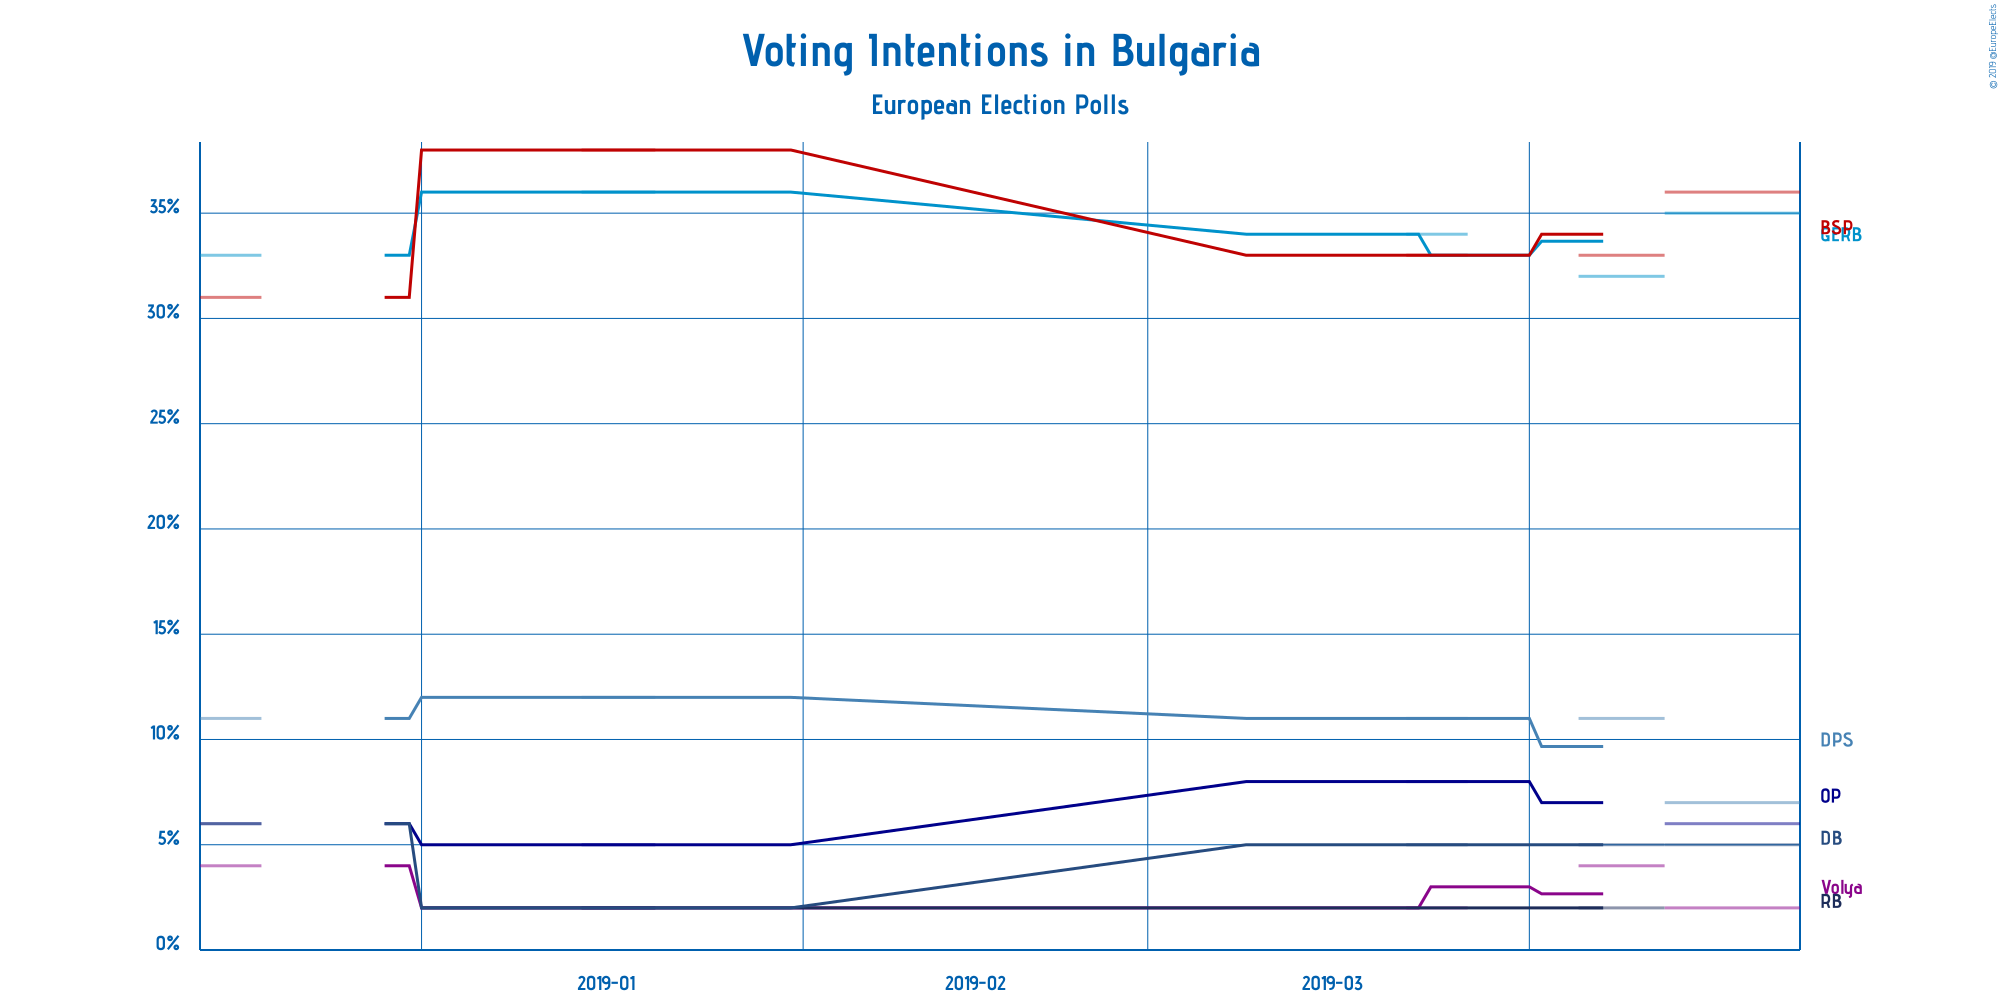 © 2019 @EuropeElects
Voting Intentions in Bulgaria
European Election Polls
35%
30%
25%
20%
15%
10%
5%
0%
BSP
GERB
DPS
OP
DB
Volya
RB
2019-01
2019-02
2019-03